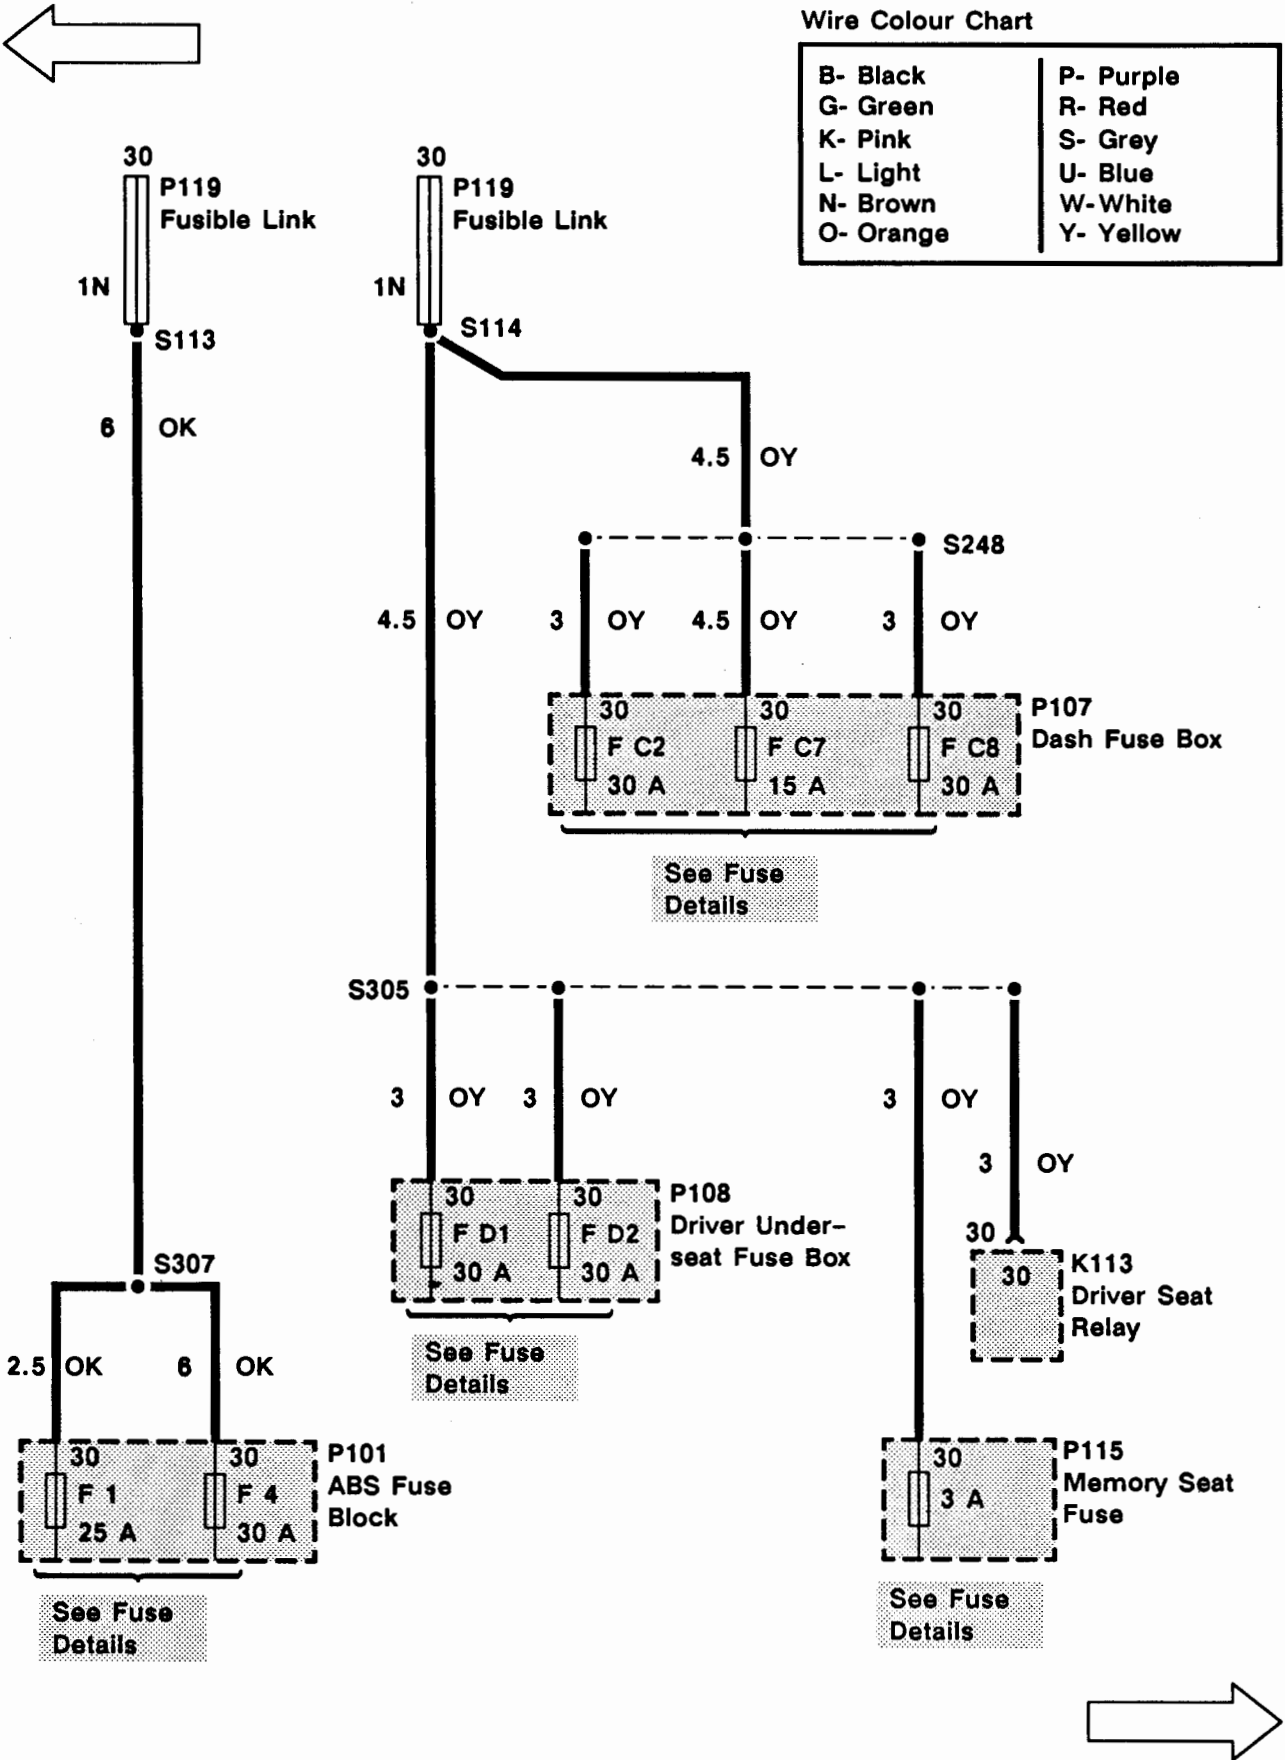 Wire Colour Chart
B- Black
G- Green
K- Pink
L- Light
N- Brown
O- Orange
P- Purple
R- Red
S- Grey
U- Blue
W-White
Y- Yellow
30
P119
Fusible Link
1N
S113
6 OK
30
P119
Fusible Link
1N
S114
4.5 OY
S248
4.5 OY
3 OY
4.5 OY
3 OY
30
F C2
30 A
30
F C7
15 A
30
F C8
30 A
P107
Dash Fuse Box
See Fuse
Details
S305
3 OY
3 OY
3 OY
3 OY
30
F D1
30 A
30
F D2
30 A
P108
Driver Under-
seat Fuse Box
See Fuse
Details
30
30
K113
Driver Seat
Relay
S307
2.5 OK
6 OK
30
F 1
25 A
30
F 4
30 A
P101
ABS Fuse
Block
See Fuse
Details
30
3 A
P115
Memory Seat
Fuse
See Fuse
Details